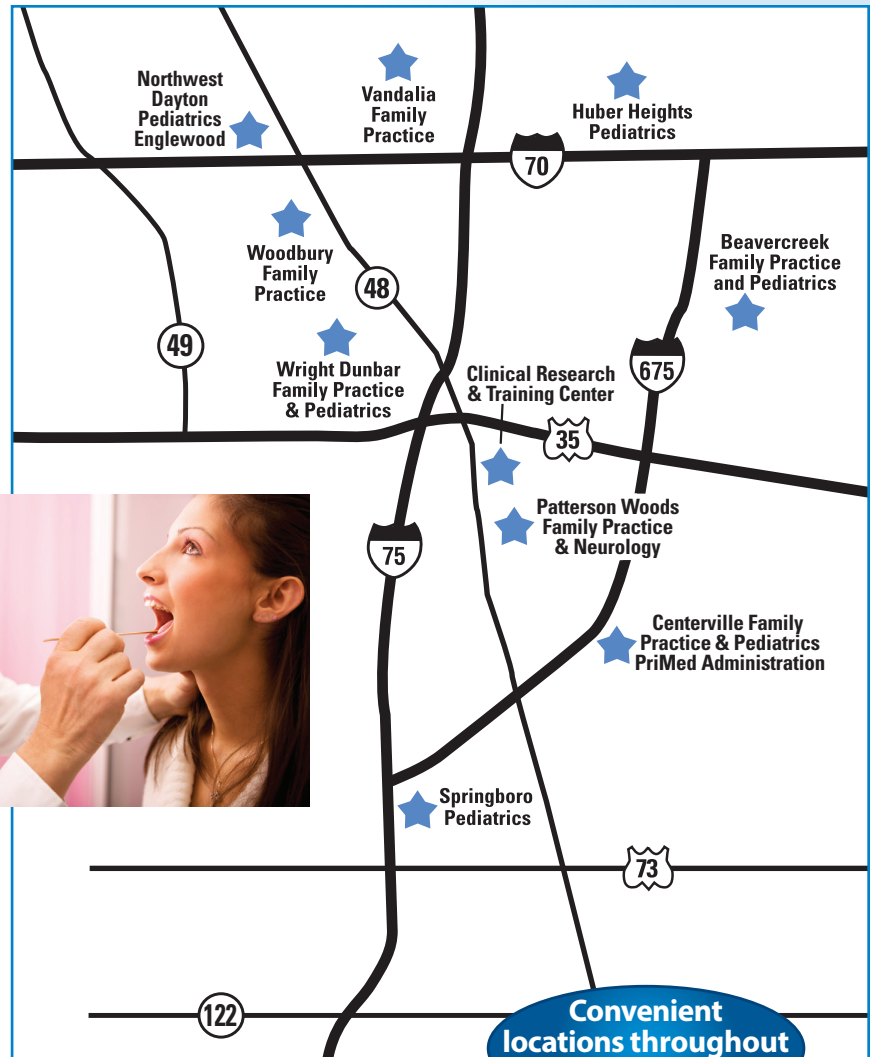 Northwest
Dayton
Pediatrics
Englewood
Vandalia
Family
Practice
Huber Heights
Pediatrics
70
Woodbury
Family
Practice
48
Beavercreek
Family Practice
and Pediatrics
49
Wright Dunbar
Family Practice
& Pediatrics
Clinical Research
& Training Center
675
35
Patterson Woods
Family Practice
& Neurology
75
Centerville Family
Practice & Pediatrics
PriMed Administration
Springboro
Pediatrics
73
122
Convenient
locations throughout